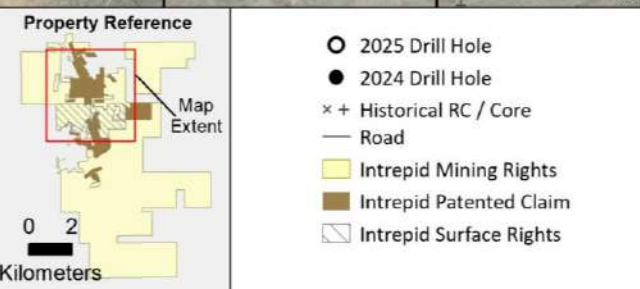 Property Reference
Map
Extent
0 2
Kilometers
2025 Drill Hole
2024 Drill Hole
× + Historical RC / Core
Road
Intrepid Mining Rights
Intrepid Patented Claim
Intrepid Surface Rights